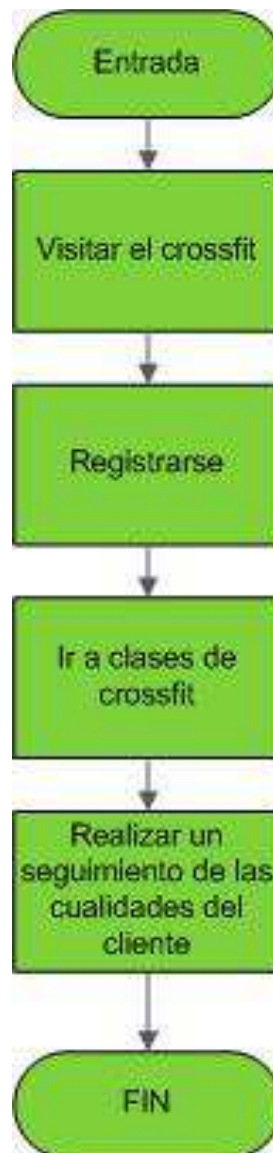 Entrada
Visitar el crossfit
Registrarse
Ir a clases de
crossfit
Realizar un
seguimiento de las
cualidades del
cliente
FIN